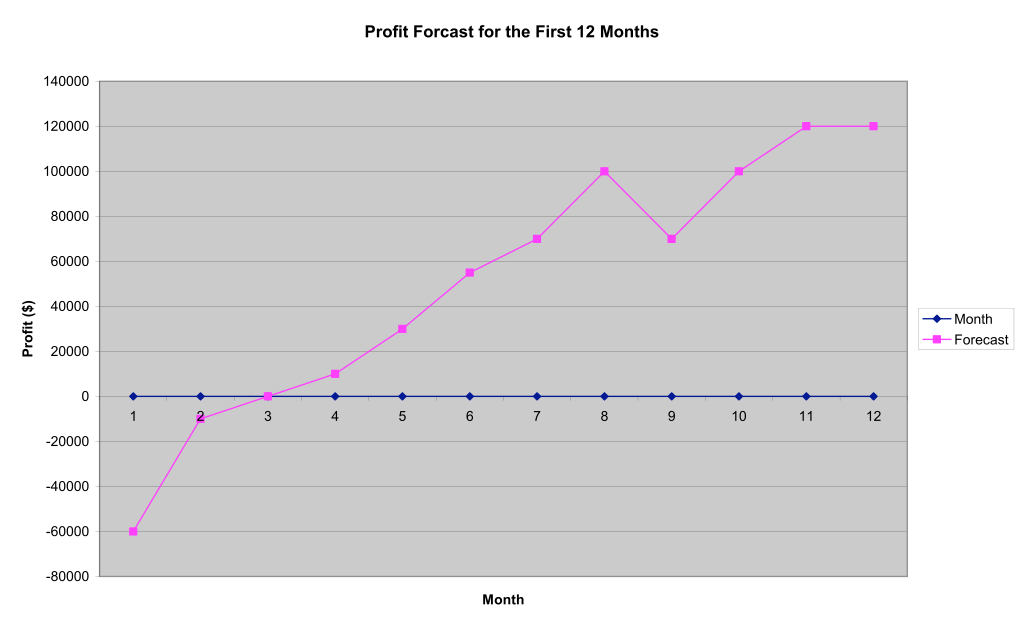 Profit Forcast for the First 12 Months
140000
120000
100000
80000
60000
40000
20000
0
-20000
-40000
-60000
-80000
Profit ($)
1 2 3 4 5 6 7 8 9 10 11 12
Month
Month
Forecast